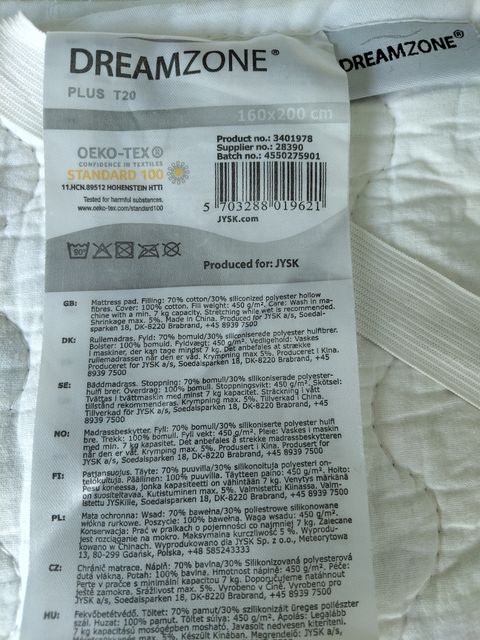 DREAMZONE®
DREAMZONE®
PLUS T20
160x200 cm
OEKO-TEX®
CONFIDENCE IN TEXTILES
STANDARD 100
11.HCN.89512 HOHENSTEIN HTTI
Tested for harmful substances.
www.oeko-tex.com/standard100
Product no.: 3401978
Supplier no.: 28390
Batch no.: 4550275901
5 703288 019621
JYSK.com
90°
Produced for: JYSK
GB: Mattress pad. Filling: 70% cotton/30% siliconized polyester hollow
fibres. Cover: 100% cotton. Fill weight: 450 g/m². Care: Wash in ma-
chine with a min. 7 kg capacity. Stretching while wet is recommended.
Shrinkage max. 5%. Made in China. Produced for JYSK a/s, Soedal-
sparken 18, DK-8220 Brabrand, +45 8939 7500
DK: Rullemadras. Fyld: 70% bomuld/30% siliconerede polyester hulfibrer.
Bolster: 100% bomuld. Fyldvægt: 450 g/m². Vedligehold: Vaskes
i maskiner, der kan tage mindst 7 kg. Det anbefales at strække
rullemadrassen når den er våd. Krympning max 5%. Produceret i Kina.
Produceret for JYSK a/s, Soedalsparken 18, DK-8220 Brabrand, +45
8939 7500
SE: Bäddmadrass. Stoppning: 70% bomull/30% siliconiserade polyester-
hulfibrer. Överdrag: 100% bomull. Stoppningsvikt: 450 g/m². Skötsel:
Tvättas i tvättmaskin med minst 7 kg kapacitet. Sträckning i vått
tillstånd rekommenderas. Krympning max. 5%. Tillverkad i Kina.
Tillverkad för JYSK a/s, Soedalsparken 18, DK-8220 Brabrand, +45
8939 7500
NO: Madrassbeskytter. Fyll: 70% bomull/30% silikoniserte polyester hul
fibre. Trekk: 100% bomull. Fyll vekt: 450 g/m². Pleie: Vaskes i maskin
med min. 7 kg kapasitet. Det anbefales å strekke madrassbeskytteren
når den er våt. Krymping maks. 5%. Produsert i Kina. Produsert for
JYSK a/s, Soedalsparken 18, DK-8220 Brabrand, +45 8939 7500
FI: Patjansuojus. Täyte: 70% puuvilla/30% silikonoituja polyesteri on-
telokuituja. Päällinen: 100% puuvilla. Täytteen paino: 450 g/m². Hoito:
Pesu koneessa, jonka kapasiteetti on vähintään 7 kg. Venytys märkänä
on suositeltavaa. Kutistuminen max. 5%. Valmistettu Kiinassa. Valm-
istettu JYSKille, Soedalsparken 18, DK-8220 Brabrand, +45 8939 7500
PL: Mata ochronna: Wsad: 70% bawełna/30% poliestrowe silikonowane
włókna rurkowe. Poszycie: 100% bawełna. Waga wsadu: 450 g/m².
Konserwacja: Prać w pralkach o pojemności co najmniej 7 kg. Zalecane
jest rozciąganie na mokro. Maksymalna kurczliwość 5 %. Wyprodu-
kowano w Chinach. Wyprodukowano dla JYSK Sp. z o.o., Meteorytowa
13, 80-299 Gdańsk, Polska, +48 585243333
CZ: Chránič matrace. Náplň: 70% bavlna/30% Silikonizovaná polyesterová
dutá vlákna. Potah: 100% bavlna. Hmotnost náplně: 450 g/m². Péče:
Perte v pračce s minimální kapacitou 7 kg. Doporučujeme natáhnout
ještě zamokra. Srážlivost max. 5%. Vyrobeno v Číně. Vyrobeno pro
JYSK a/s, Soedalsparken 18, DK-8220 Brabrand, +45 8939 7500
HU: Fekvőbetétvédő. Töltet: 70% pamut/30% szilikonizált üreges poliészter
szál. Huzat: 100% pamut. Töltet súlya: 450 g/m². Ápolás: Legalább
7 kg kapacitású mosógépben mosható. Javasolt nedvesen kiteríteni.
max. 5%. Készült Kínában. Megrendelő: JYSK a/s,